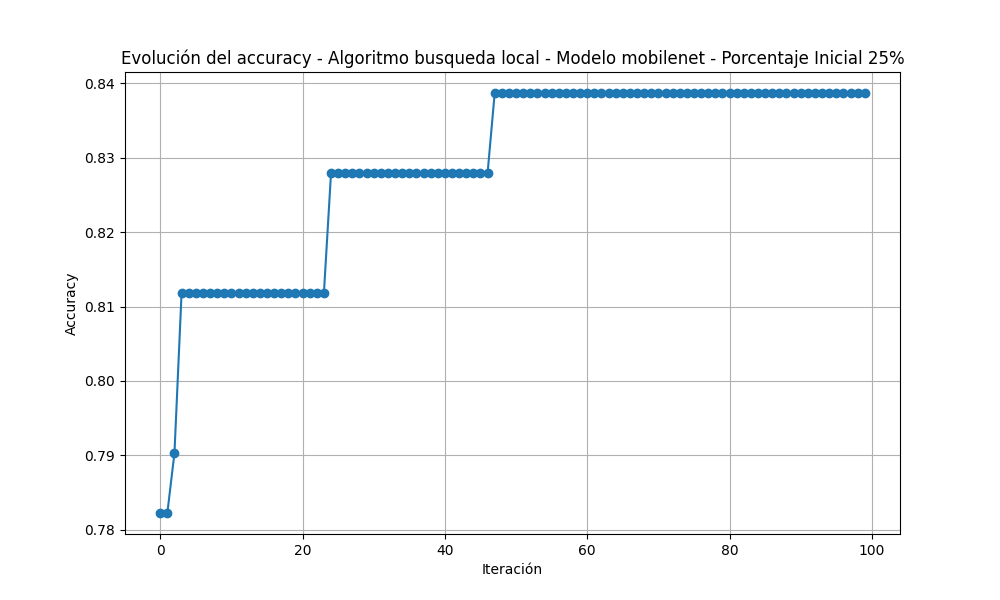 Evolución del accuracy - Algoritmo busqueda local - Modelo mobilenet - Porcentaje Inicial 25%
0.84
0.83
0.82
0.81
0.80
0.79
0.78
Accuracy
0 20 40 60 80 100
Iteración